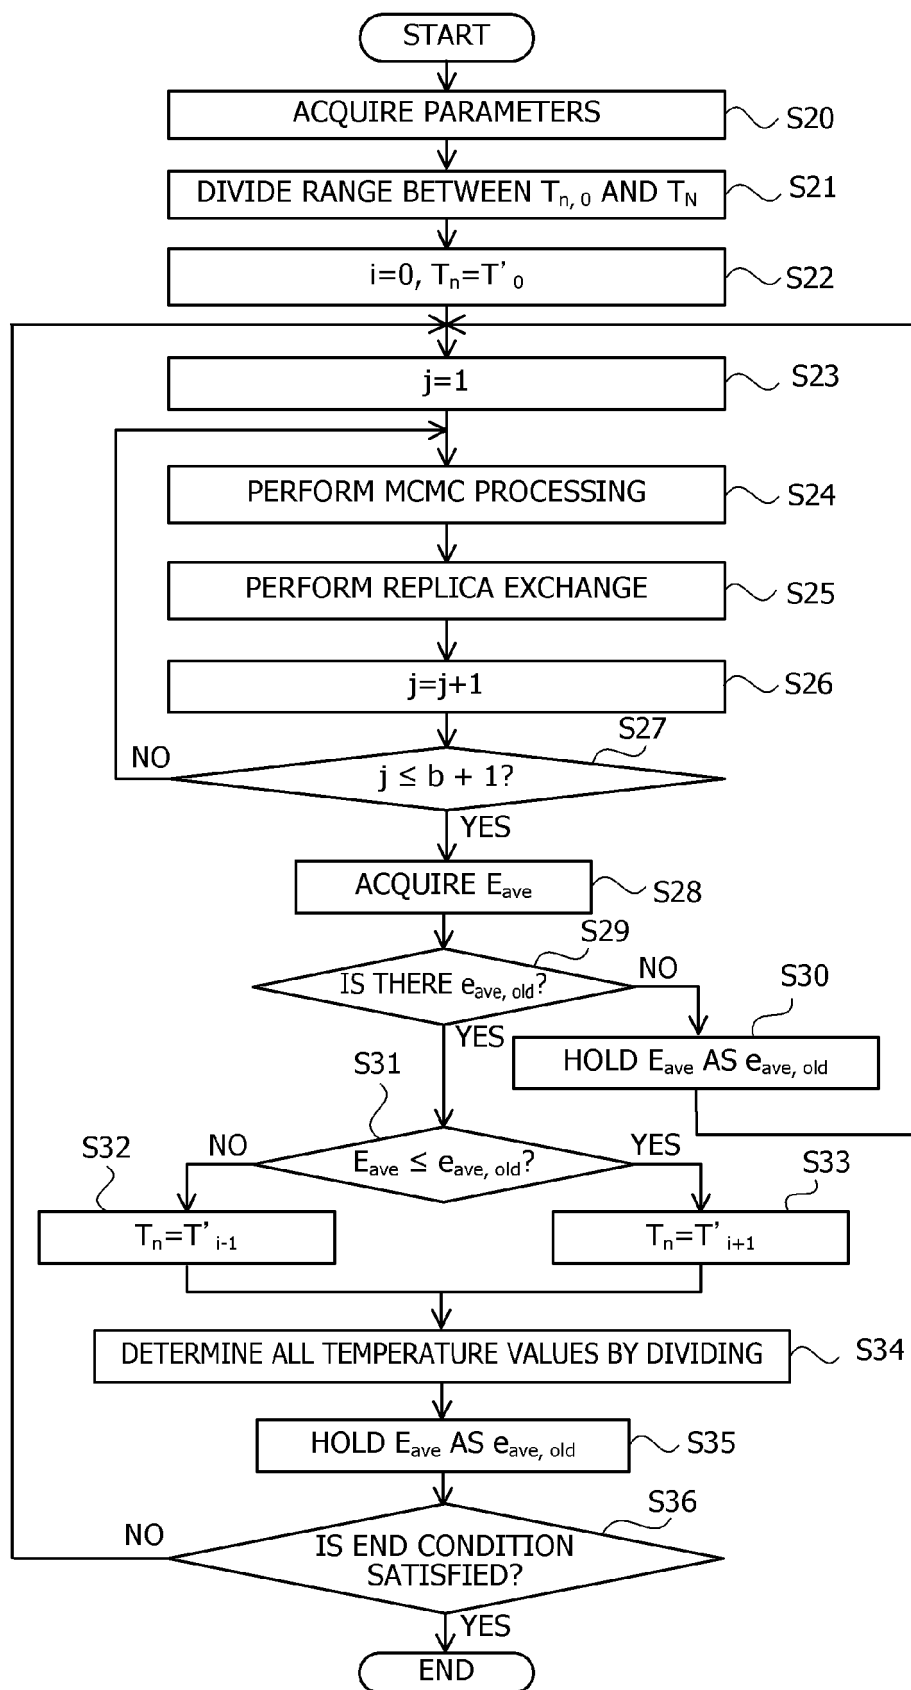 START
ACQUIRE PARAMETERS
S20
DIVIDE RANGE BETWEEN Tn, 0 AND TN
S21
i=0, Tn=T'0
S22
j=1
S23
PERFORM MCMC PROCESSING
S24
PERFORM REPLICA EXCHANGE
S25
j=j+1
S26
S27
NO
j ≤ b + 1?
YES
ACQUIRE Eave
S28
S29
IS THERE eave, old?
NO
S30
YES
HOLD Eave AS eave, old
S31
S32
NO
Eave ≤ eave, old?
YES
S33
Tn=T'i-1
Tn=T'i+1
DETERMINE ALL TEMPERATURE VALUES BY DIVIDING
S34
HOLD Eave AS eave, old
S35
S36
NO
IS END CONDITION
SATISFIED?
YES
END